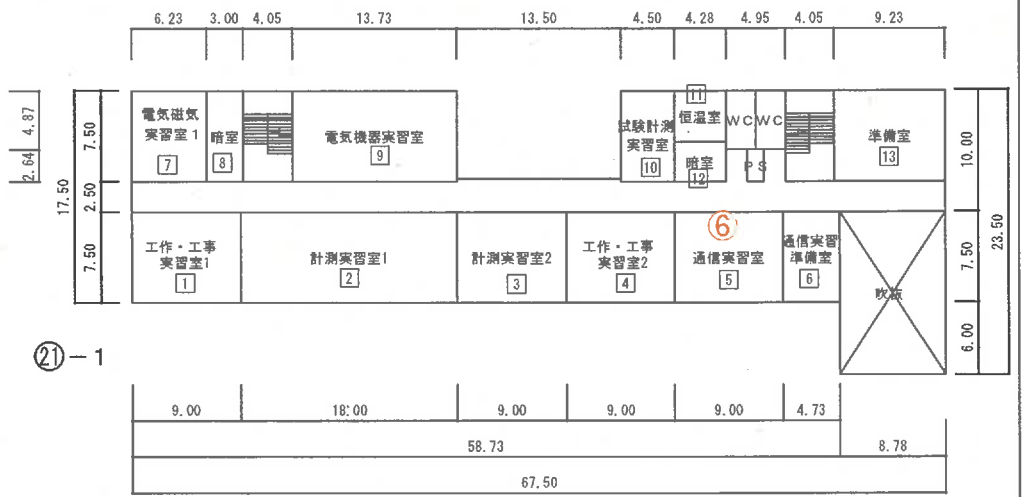 6.23 3.00 4.05 13.73 13.50 4.50 4.28 4.95 4.05 9.23
4.87
2.64
7.50
2.50
7.50
17.50
電気磁気
実習室1
7
暗室
8
電気機器実習室
9
試験計測
実習室
10
11
恒温室
暗室
12
WC WC
PS
準備室
13
10.00
7.50
6.00
23.50
工作・工事
実習室1
1
計測実習室1
2
計測実習室2
3
工作・工事
実習室2
4
⑥
通信実習室
5
通信実習
準備室
6
吹抜
㉑-1
9.00 18.00 9.00 9.00 9.00 4.73
58.73 8.78
67.50